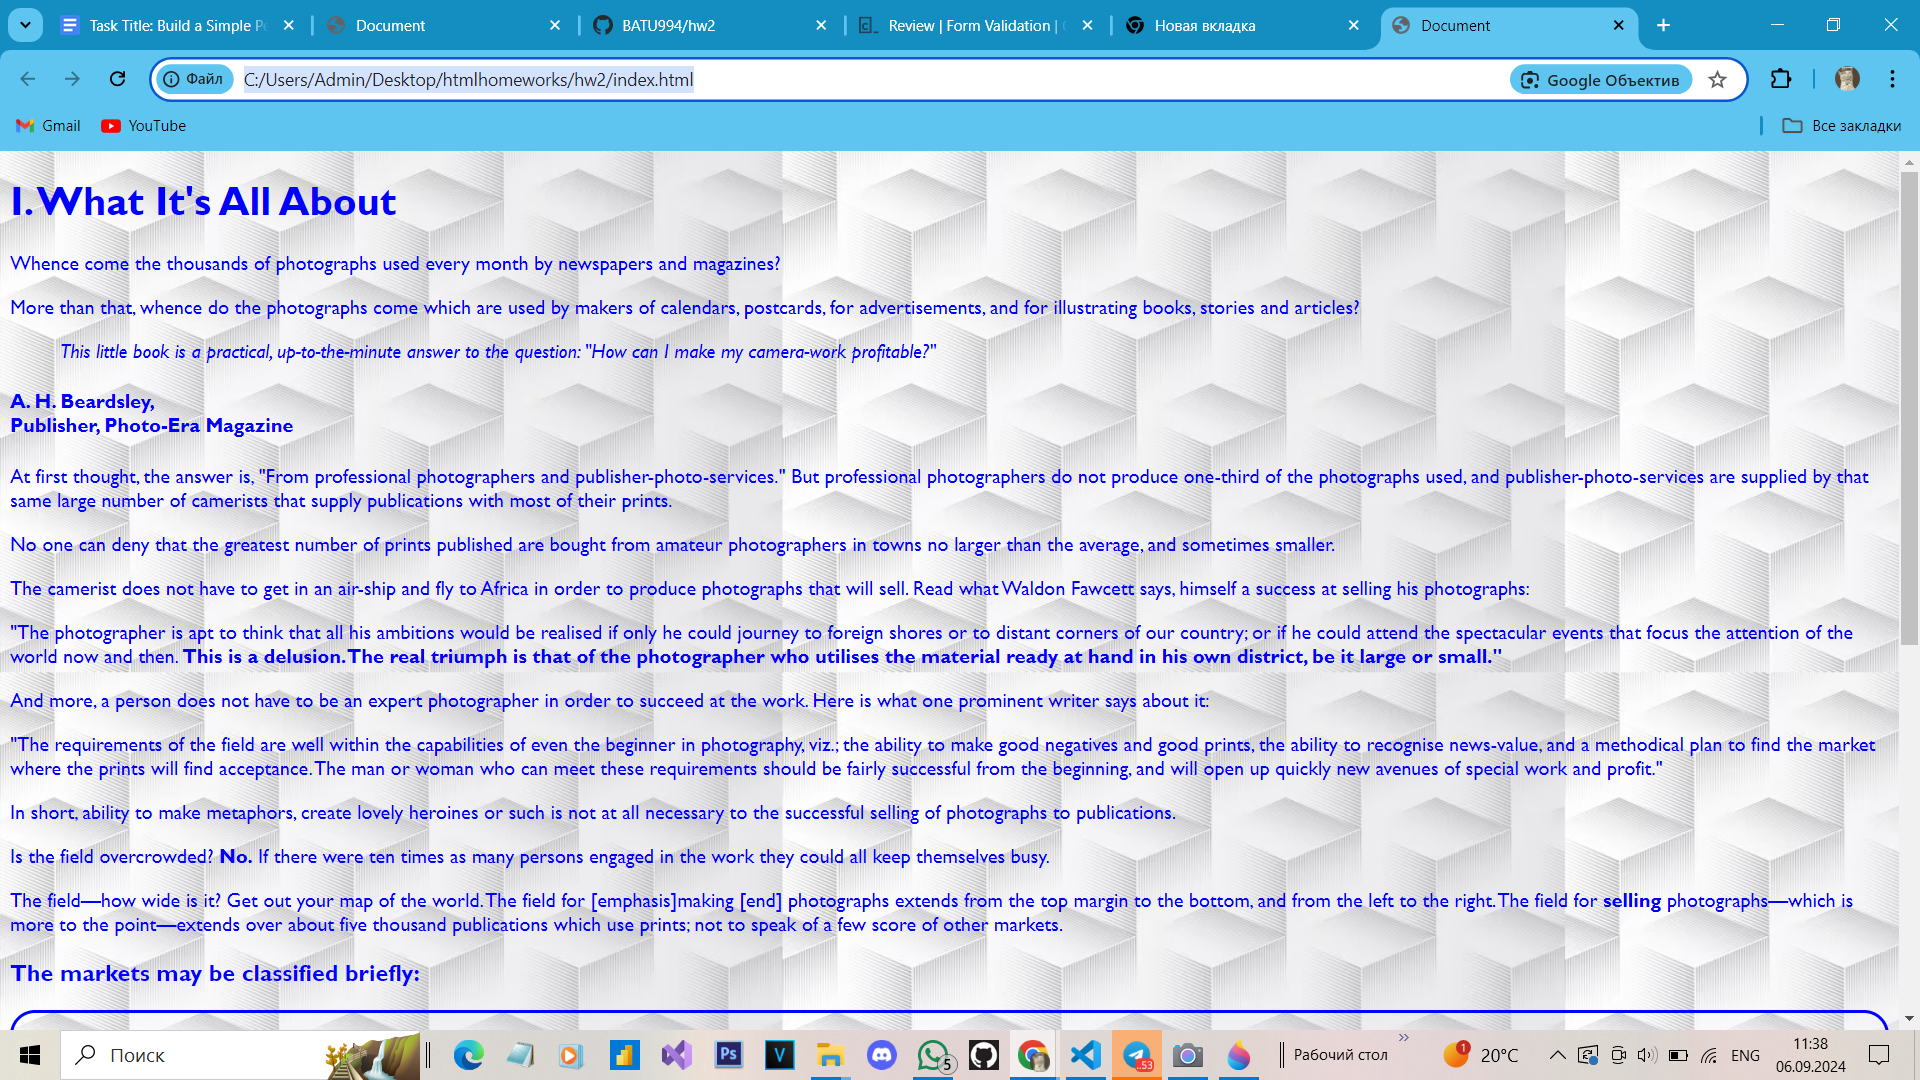 Task Title: Build a Simple Po
Document
BATU994/hw2
Review | Form Validation |
Новая вкладка
Document
Файл
C:/Users/Admin/Desktop/htmlhomeworks/hw2/index.html
Google Объектив
Gmail
YouTube
Все закладки
I. What It's All About
Whence come the thousands of photographs used every month by newspapers and magazines?
More than that, whence do the photographs come which are used by makers of calendars, postcards, for advertisements, and for illustrating books, stories and articles?
This little book is a practical, up-to-the-minute answer to the question: "How can I make my camera-work profitable?"
A. H. Beardsley,
Publisher, Photo-Era Magazine
At first thought, the answer is, "From professional photographers and publisher-photo-services." But professional photographers do not produce one-third of the photographs used, and publisher-photo-services are supplied by that
same large number of camerists that supply publications with most of their prints.
No one can deny that the greatest number of prints published are bought from amateur photographers in towns no larger than the average, and sometimes smaller.
The camerist does not have to get in an air-ship and fly to Africa in order to produce photographs that will sell. Read what Waldon Fawcett says, himself a success at selling his photographs:
"The photographer is apt to think that all his ambitions would be realised if only he could journey to foreign shores or to distant corners of our country; or if he could attend the spectacular events that focus the attention of the
world now and then. This is a delusion. The real triumph is that of the photographer who utilises the material ready at hand in his own district, be it large or small."
And more, a person does not have to be an expert photographer in order to succeed at the work. Here is what one prominent writer says about it:
"The requirements of the field are well within the capabilities of even the beginner in photography, viz.; the ability to make good negatives and good prints, the ability to recognise news-value, and a methodical plan to find the market
where the prints will find acceptance. The man or woman who can meet these requirements should be fairly successful from the beginning, and will open up quickly new avenues of special work and profit."
In short, ability to make metaphors, create lovely heroines or such is not at all necessary to the successful selling of photographs to publications.
Is the field overcrowded? No. If there were ten times as many persons engaged in the work they could all keep themselves busy.
The field—how wide is it? Get out your map of the world. The field for [emphasis]making [end] photographs extends from the top margin to the bottom, and from the left to the right. The field for selling photographs—which is
more to the point—extends over about five thousand publications which use prints; not to speak of a few score of other markets.
The markets may be classified briefly:
Поиск
Ps
V
5
..53
Рабочий стол
1
20°C
ENG
11:38
06.09.2024